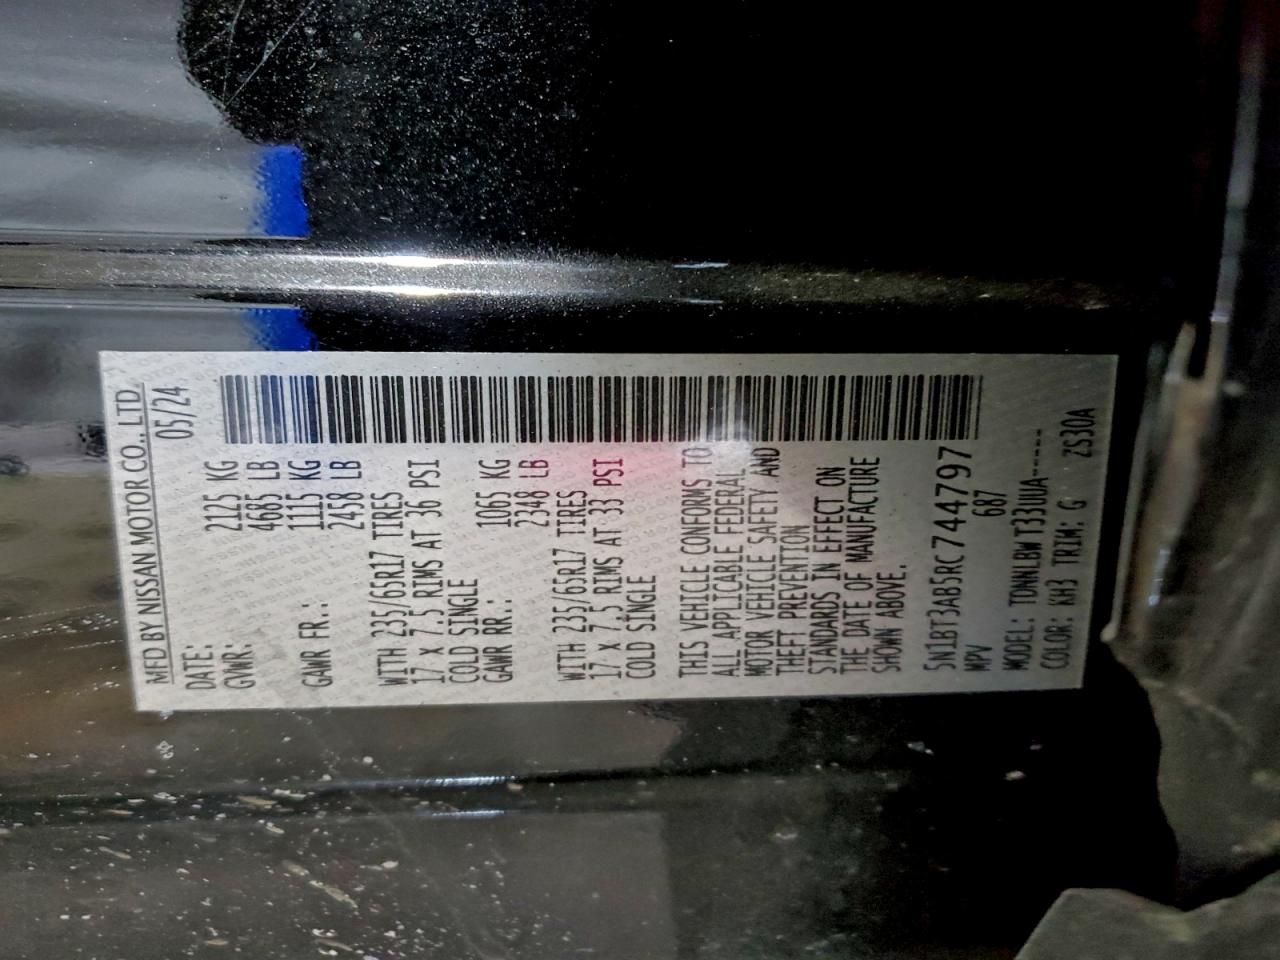 MFD BY NISSAN MOTOR CO., LTD.
DATE: 05/24
GVWR: 2125 KG
4685 LB
GAWR FR.: 1115 KG
2458 LB
WITH 235/65R17 TIRES
17 X 7.5 RIMS AT 36 PSI
COLD SINGLE
GAWR RR.: 1065 KG
2348 LB
WITH 235/65R17 TIRES
17 X 7.5 RIMS AT 33 PSI
COLD SINGLE
THIS VEHICLE CONFORMS TO
ALL APPLICABLE FEDERAL
MOTOR VEHICLE SAFETY AND
THEFT PREVENTION
STANDARDS IN EFFECT ON
THE DATE OF MANUFACTURE
SHOWN ABOVE.
5N1BT3AB5RC744797
MPV 687
MODEL: TDNNLBW T33UUA-----
COLOR: KH3 TRIM: G ZS30A